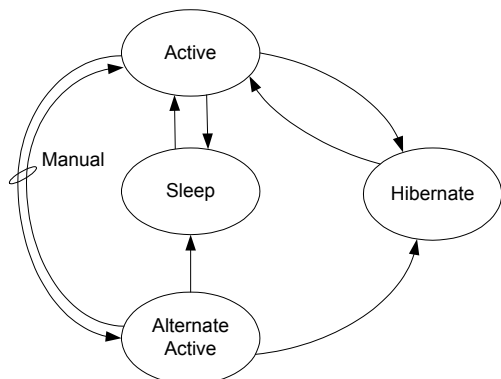 Active
Manual
Sleep
Hibernate
Alternate
Active